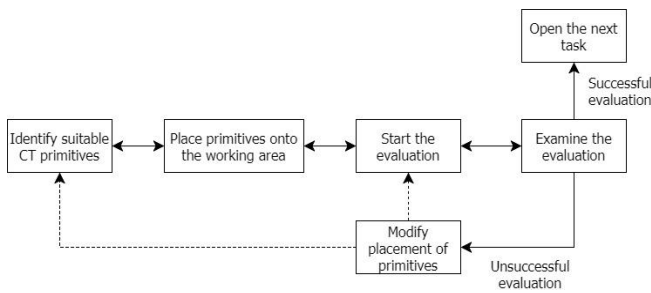 Open the next
task
Successful
evaluation
Identify suitable
CT primitives
Place primitives onto
the working area
Start the
evaluation
Examine the
evaluation
Modify
placement of
primitives
Unsuccessful
evaluation